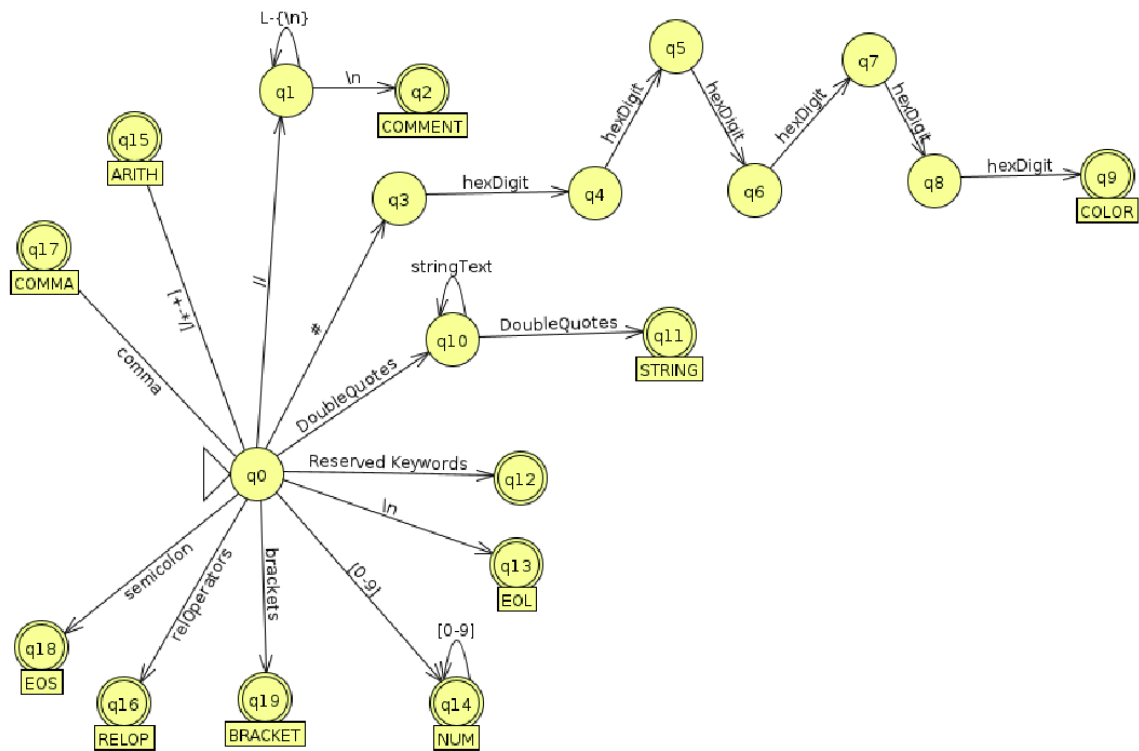 L-{\n}
q1
\n
q2
COMMENT
q5
q7
hexDigit
hexDigit
hexDigit
hexDigit
q15
ARITH
q3
hexDigit
q4
q6
q8
hexDigit
q9
COLOR
q17
COMMA
[+-*/]
//
#
stringText
q10
DoubleQuotes
q11
STRING
comma
DoubleQuotes
q0
Reserved Keywords
q12
\n
q13
EOL
semicolon
relOperators
brackets
[0-9]
[0-9]
q18
EOS
q16
RELOP
q19
BRACKET
q14
NUM